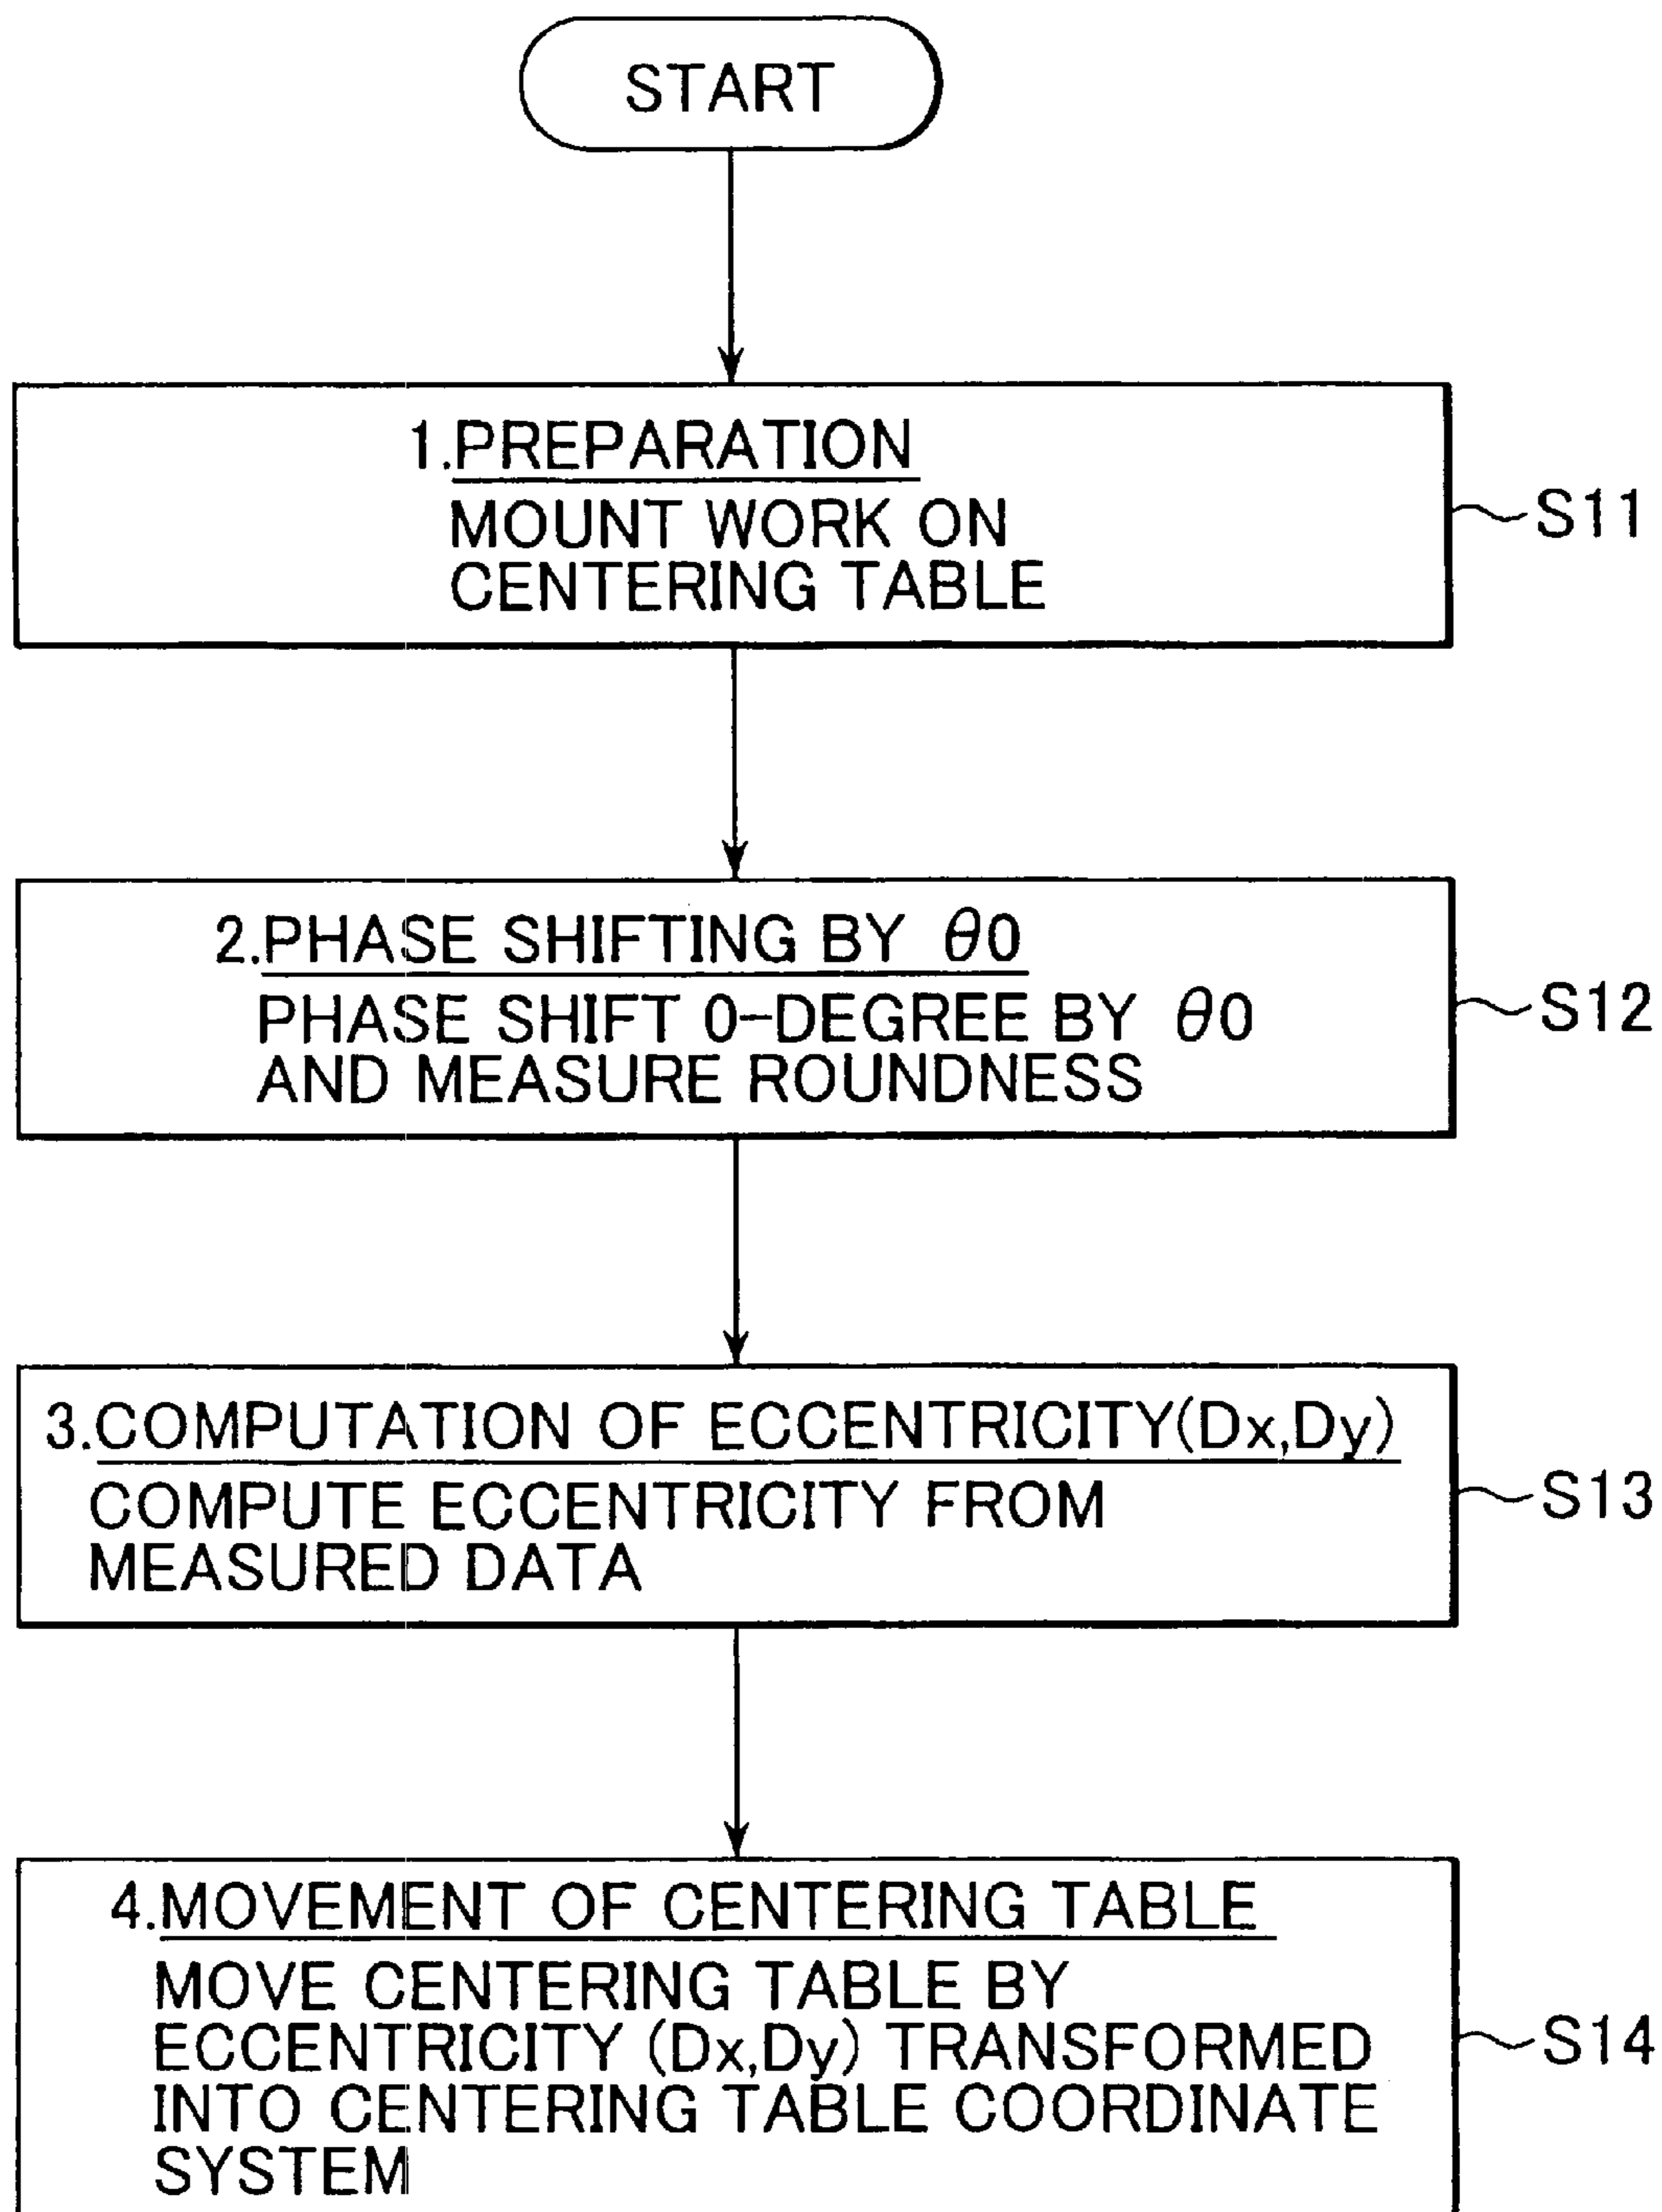 START
1.PREPARATION
MOUNT WORK ON
CENTERING TABLE
S11
2.PHASE SHIFTING BY θ0
PHASE SHIFT 0-DEGREE BY θ0
AND MEASURE ROUNDNESS
S12
3.COMPUTATION OF ECCENTRICITY(Dx,Dy)
COMPUTE ECCENTRICITY FROM
MEASURED DATA
S13
4.MOVEMENT OF CENTERING TABLE
MOVE CENTERING TABLE BY
ECCENTRICITY (Dx,Dy) TRANSFORMED
INTO CENTERING TABLE COORDINATE
SYSTEM
S14